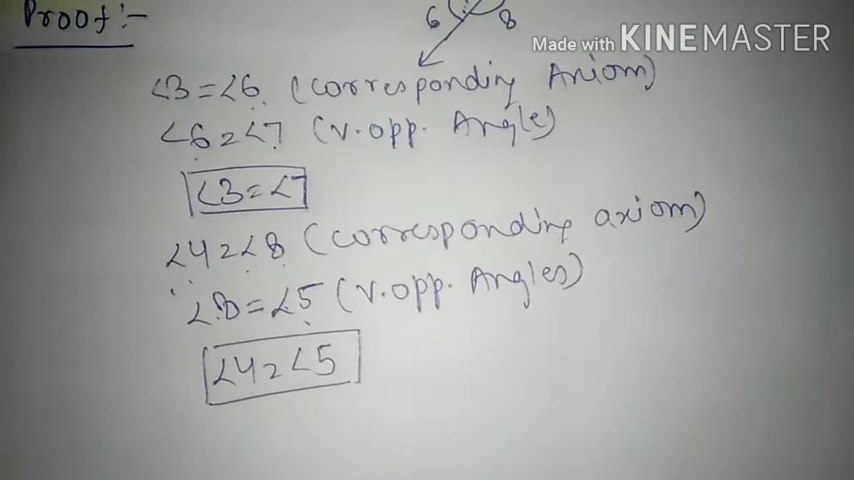 Proof:-
6 8
Made with KINEMASTER
<3=<6 (corresponding Axiom)
<6=<7 (V.opp. Angle)
<3=<7
<4=<8 (corresponding axiom)
<8=<5 (V.opp. Angles)
<4=<5